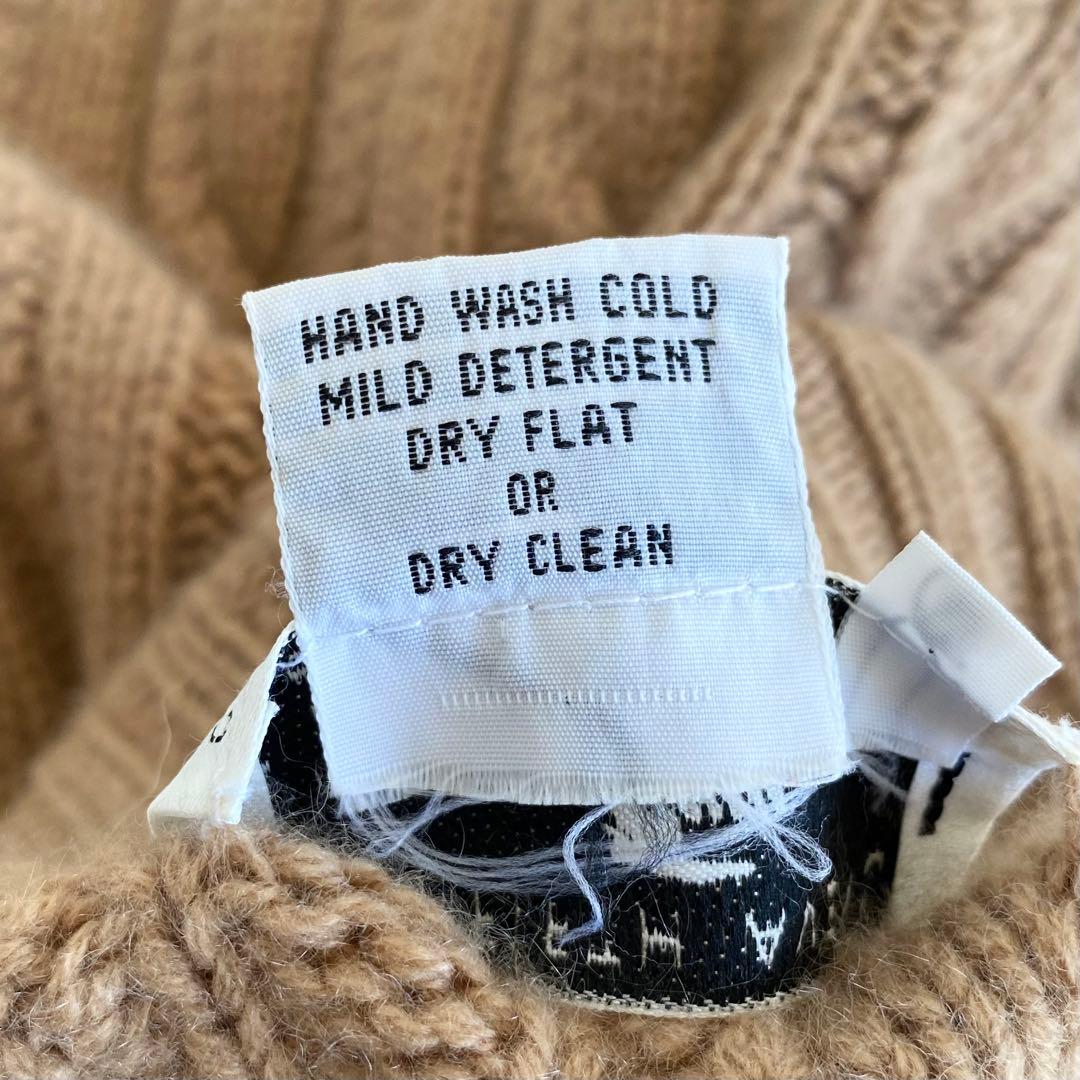 HAND WASH COLD
MILD DETERGENT
DRY FLAT
OR
DRY CLEAN